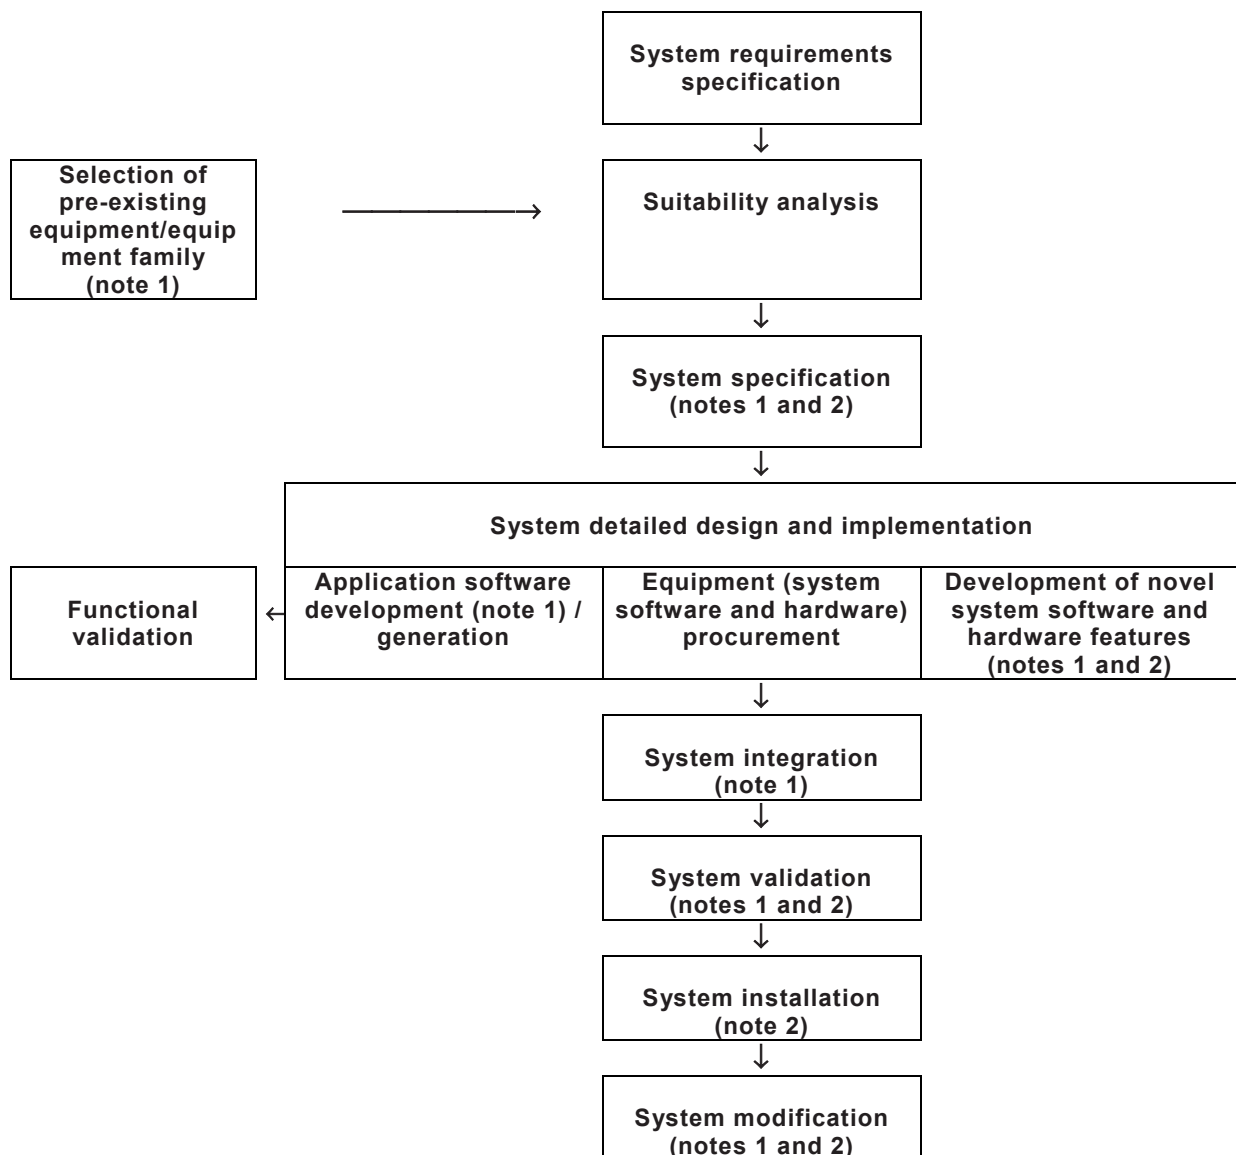 System requirements
specification
↓
Selection of
pre-existing
equipment/equip
ment family
(note 1)
→
Suitability analysis
↓
System specification
(notes 1 and 2)
↓
System detailed design and implementation
Functional
validation
←
Application software
development (note 1) /
generation
Equipment (system
software and hardware)
procurement
Development of novel
system software and
hardware features
(notes 1 and 2)
↓
System integration
(note 1)
↓
System validation
(notes 1 and 2)
↓
System installation
(note 2)
↓
System modification
(notes 1 and 2)